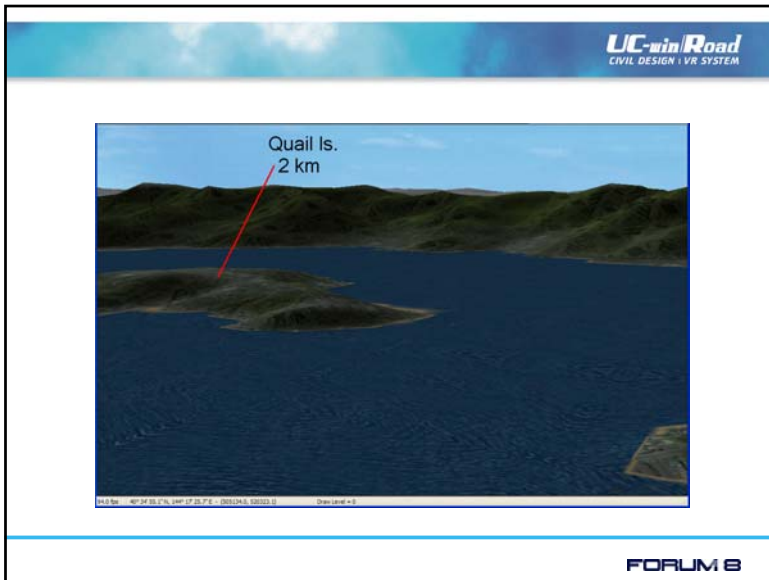 UC-win/Road
CIVIL DESIGN | VR SYSTEM
Quail Is.
2 km
Draw Level = 0
FORUM 8